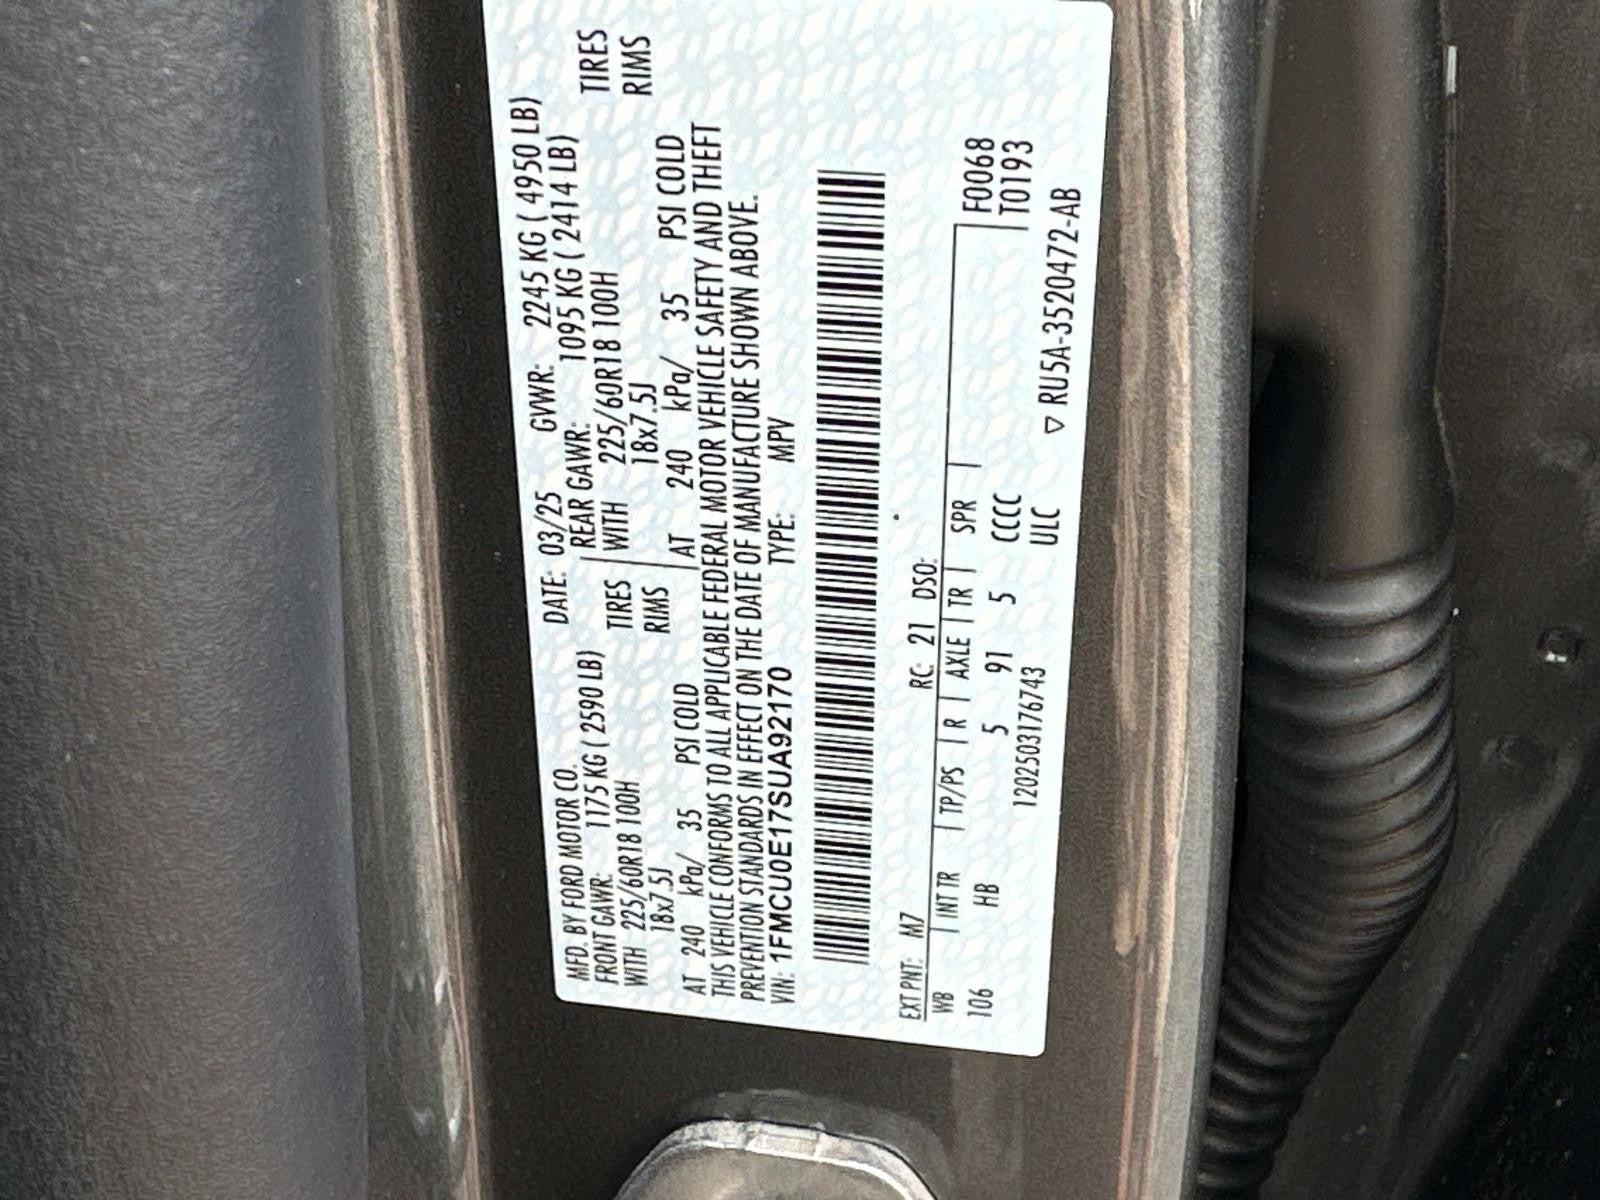 MFD. BY FORD MOTOR CO. DATE: 03/25 GVWR: 2245 KG ( 4950 LB)
FRONT GAWR: 1175 KG ( 2590 LB) REAR GAWR: 1095 KG ( 2414 LB)
WITH 225/60R18 100H TIRES WITH 225/60R18 100H TIRES
18x7.5J RIMS 18x7.5J RIMS
AT 240 kPa/ 35 PSI COLD AT 240 kPa/ 35 PSI COLD
THIS VEHICLE CONFORMS TO ALL APPLICABLE FEDERAL MOTOR VEHICLE SAFETY AND THEFT
PREVENTION STANDARDS IN EFFECT ON THE DATE OF MANUFACTURE SHOWN ABOVE.
VIN: 1FMCU0E17SUA92170 TYPE: MPV
EXT PNT: M7 RC: 21 DSO:
WB INT TR TP/PS R AXLE TR SPR F0068
106 HB 5 91 5 CCCC T0193
1202503176743 ULC
▽ RU5A-3520472-AB